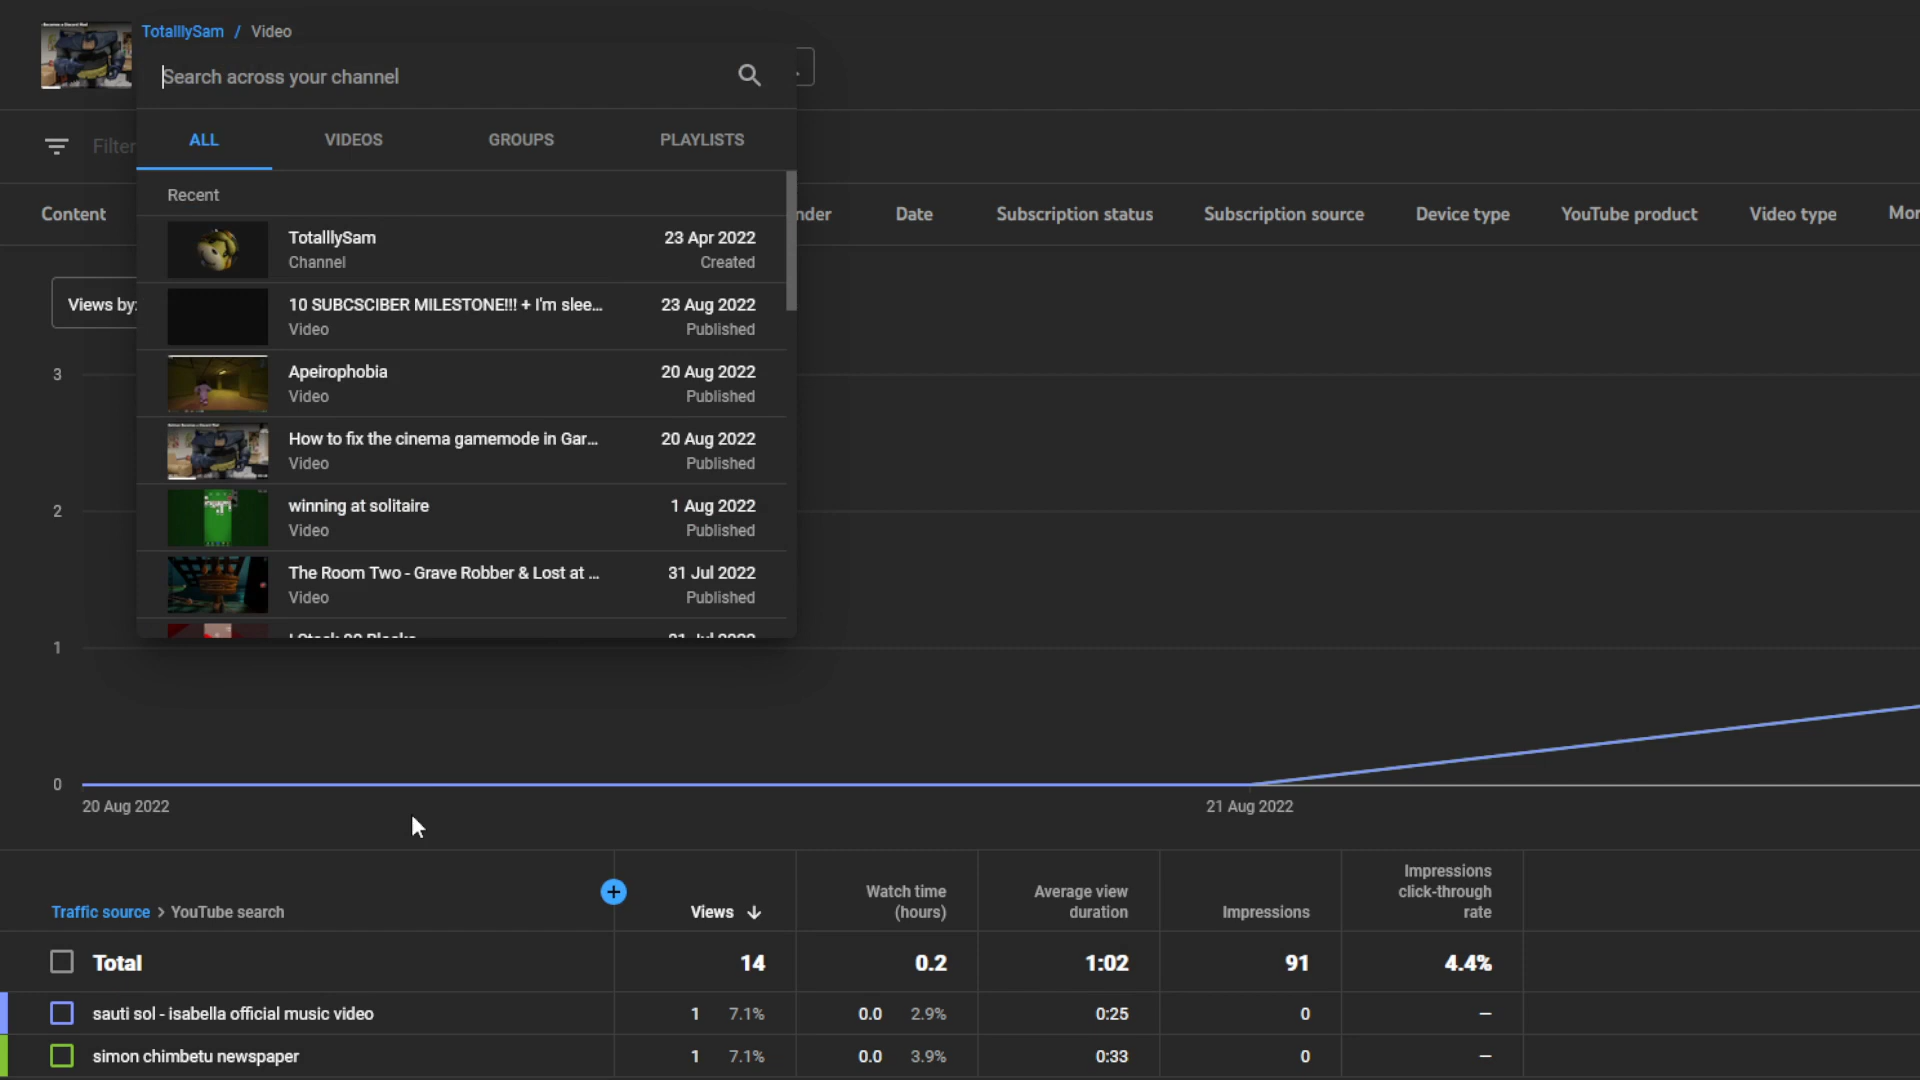 TotalllySam / Video
Search across your channel
Filter
ALL VIDEOS GROUPS PLAYLISTS
Recent
Content Date Subscription status Subscription source Device type YouTube product Video type
TotalllySam 23 Apr 2022
Channel Created
10 SUBCSCIBER MILESTONE!!! + I'm slee... 23 Aug 2022
Video Published
Views by:
Apeirophobia 20 Aug 2022
Video Published
3
How to fix the cinema gamemode in Gar... 20 Aug 2022
Video Published
winning at solitaire 1 Aug 2022
Video Published
2
The Room Two - Grave Robber & Lost at ... 31 Jul 2022
Video Published
1
0
20 Aug 2022 21 Aug 2022
Traffic source > YouTube search
Views
Watch time
(hours)
Average view
duration
Impressions
Impressions
click-through
rate
Total 14 0.2 1:02 91 4.4%
sauti sol - isabella official music video 1 7.1% 0.0 2.9% 0:25 0 –
simon chimbetu newspaper 1 7.1% 0.0 3.9% 0:33 0 –